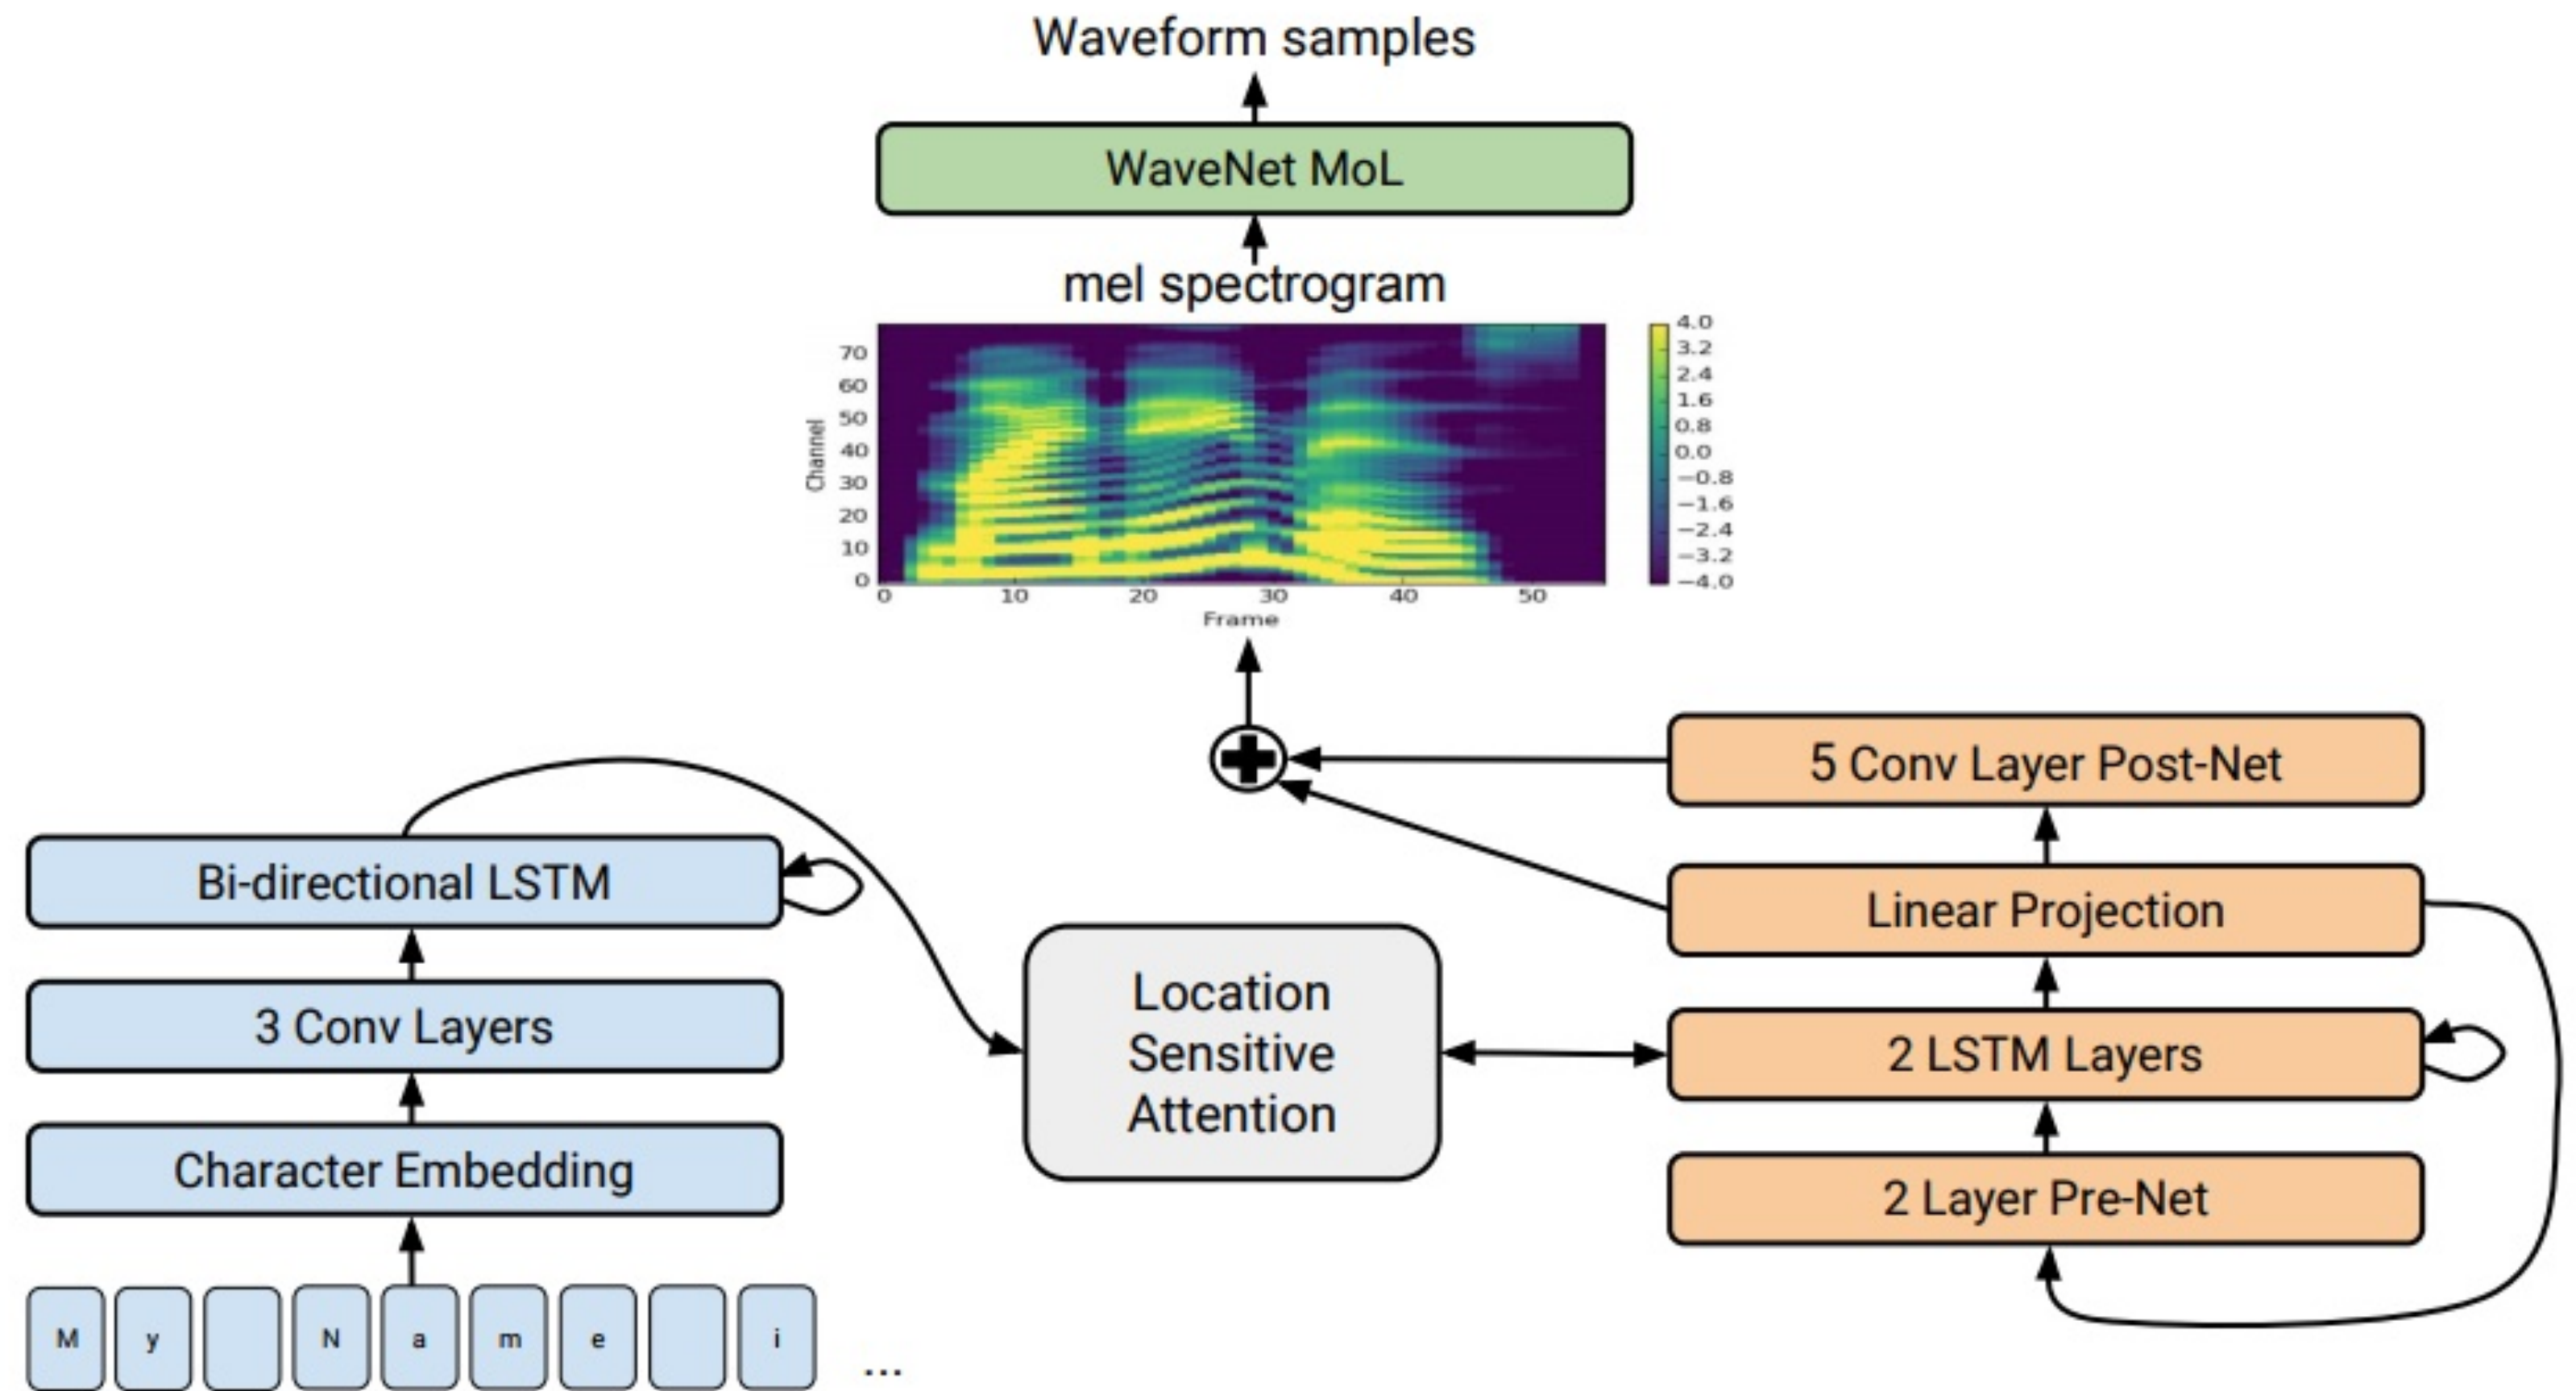 Waveform samples
WaveNet MoL
mel spectrogram
70
60
50
40
30
20
10
0
Channel
0 10 20 30 40 50
Frame
4.0
3.2
2.4
1.6
0.8
0.0
−0.8
−1.6
−2.4
−3.2
−4.0
Bi-directional LSTM
3 Conv Layers
Character Embedding
M y N a m e i ...
Location
Sensitive
Attention
5 Conv Layer Post-Net
Linear Projection
2 LSTM Layers
2 Layer Pre-Net